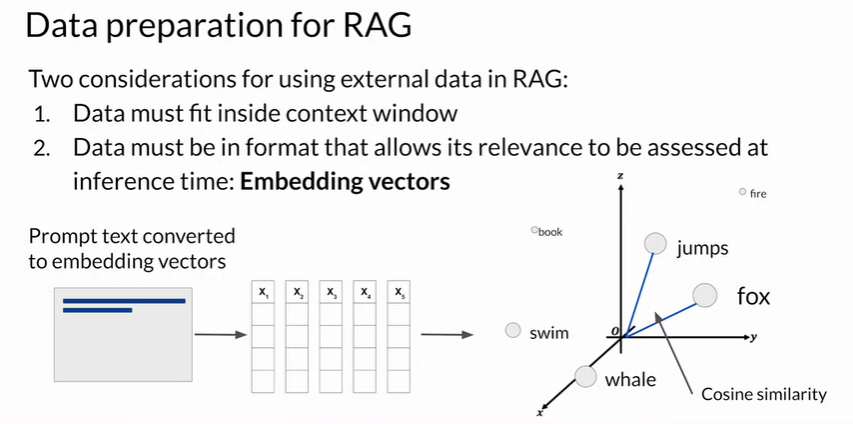 Data preparation for RAG
Two considerations for using external data in RAG:
1. Data must fit inside context window
2. Data must be in format that allows its relevance to be assessed at
inference time: Embedding vectors
Prompt text converted
to embedding vectors
X₁ X₂ X₃ X₄ X₅
z
fire
book
jumps
fox
swim
0
y
whale
x
Cosine similarity